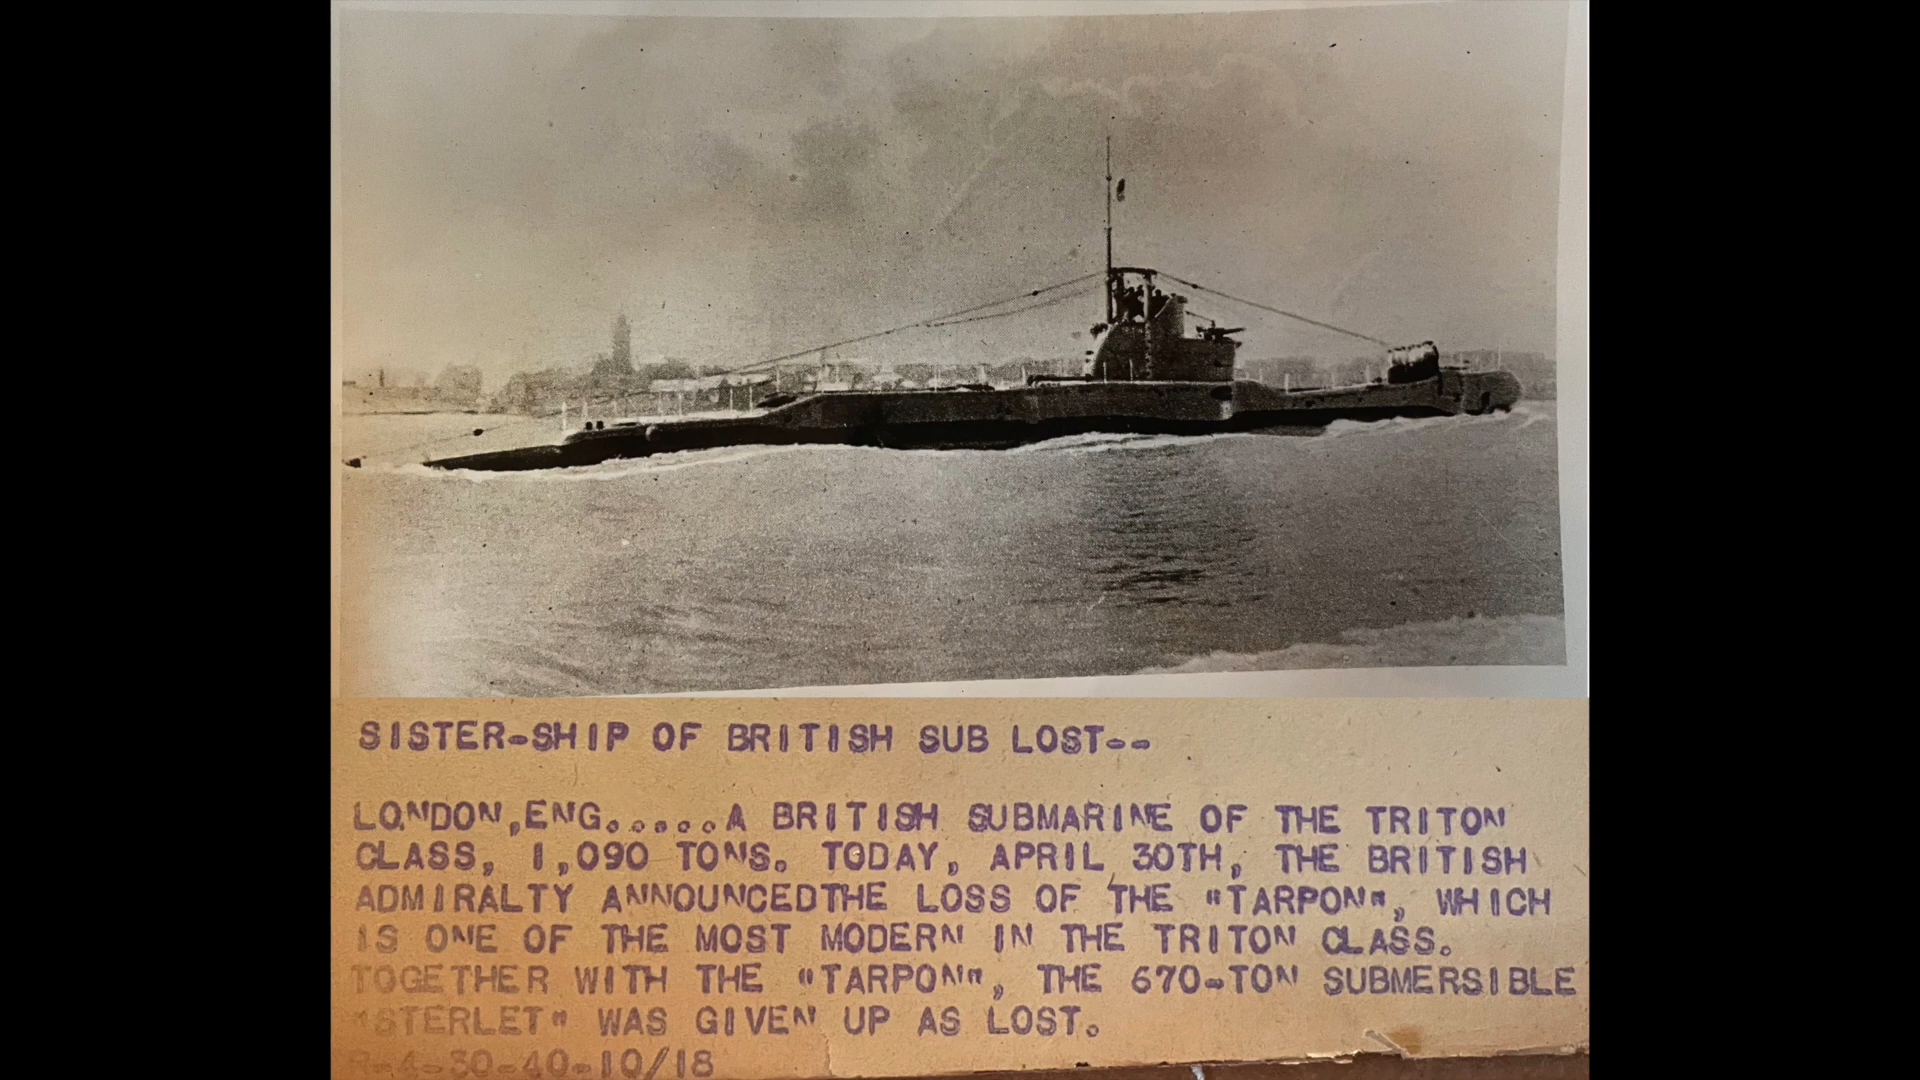 SISTER-SHIP OF BRITISH SUB LOST--
LONDON,ENG.....A BRITISH SUBMARINE OF THE TRITON
CLASS, 1,090 TONS. TODAY, APRIL 30TH, THE BRITISH
ADMIRALTY ANNOUNCEDTHE LOSS OF THE "TARPON", WHICH
IS ONE OF THE MOST MODERN IN THE TRITON CLASS.
TOGETHER WITH THE "TARPON", THE 670-TON SUBMERSIBLE
"STERLET" WAS GIVEN UP AS LOST.
R-4-30-40-10/18